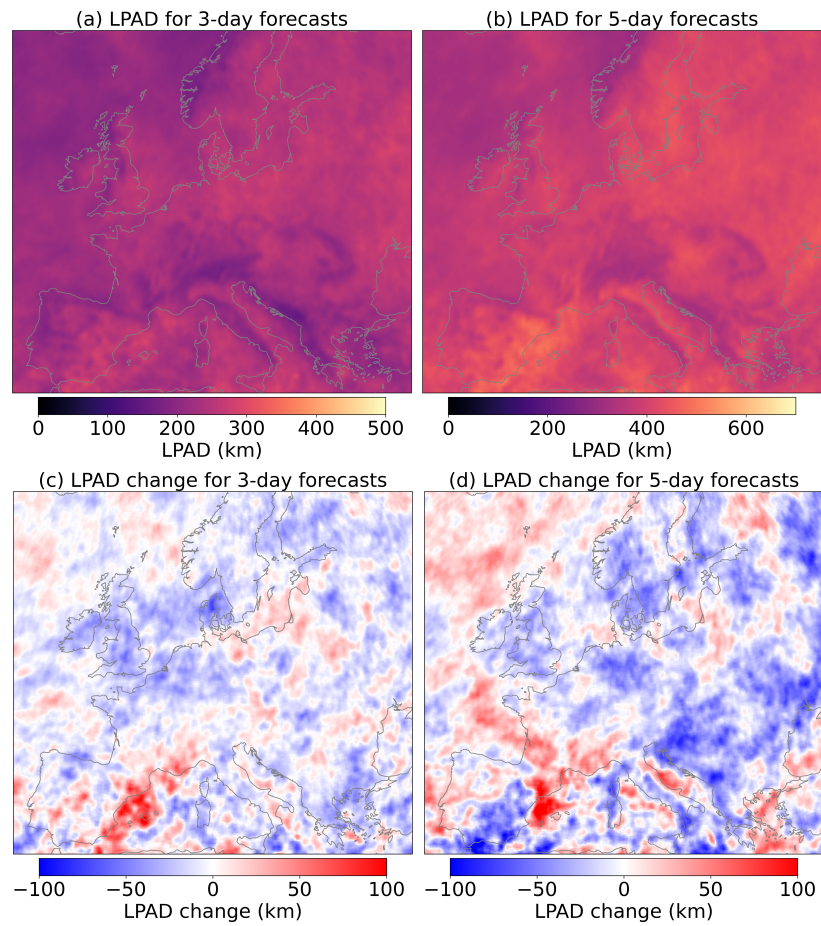 (a) LPAD for 3-day forecasts
(b) LPAD for 5-day forecasts
0 100 200 300 400 500
LPAD (km)
0 200 400 600
LPAD (km)
(c) LPAD change for 3-day forecasts
(d) LPAD change for 5-day forecasts
−100 −50 0 50 100
LPAD change (km)
−100 −50 0 50 100
LPAD change (km)